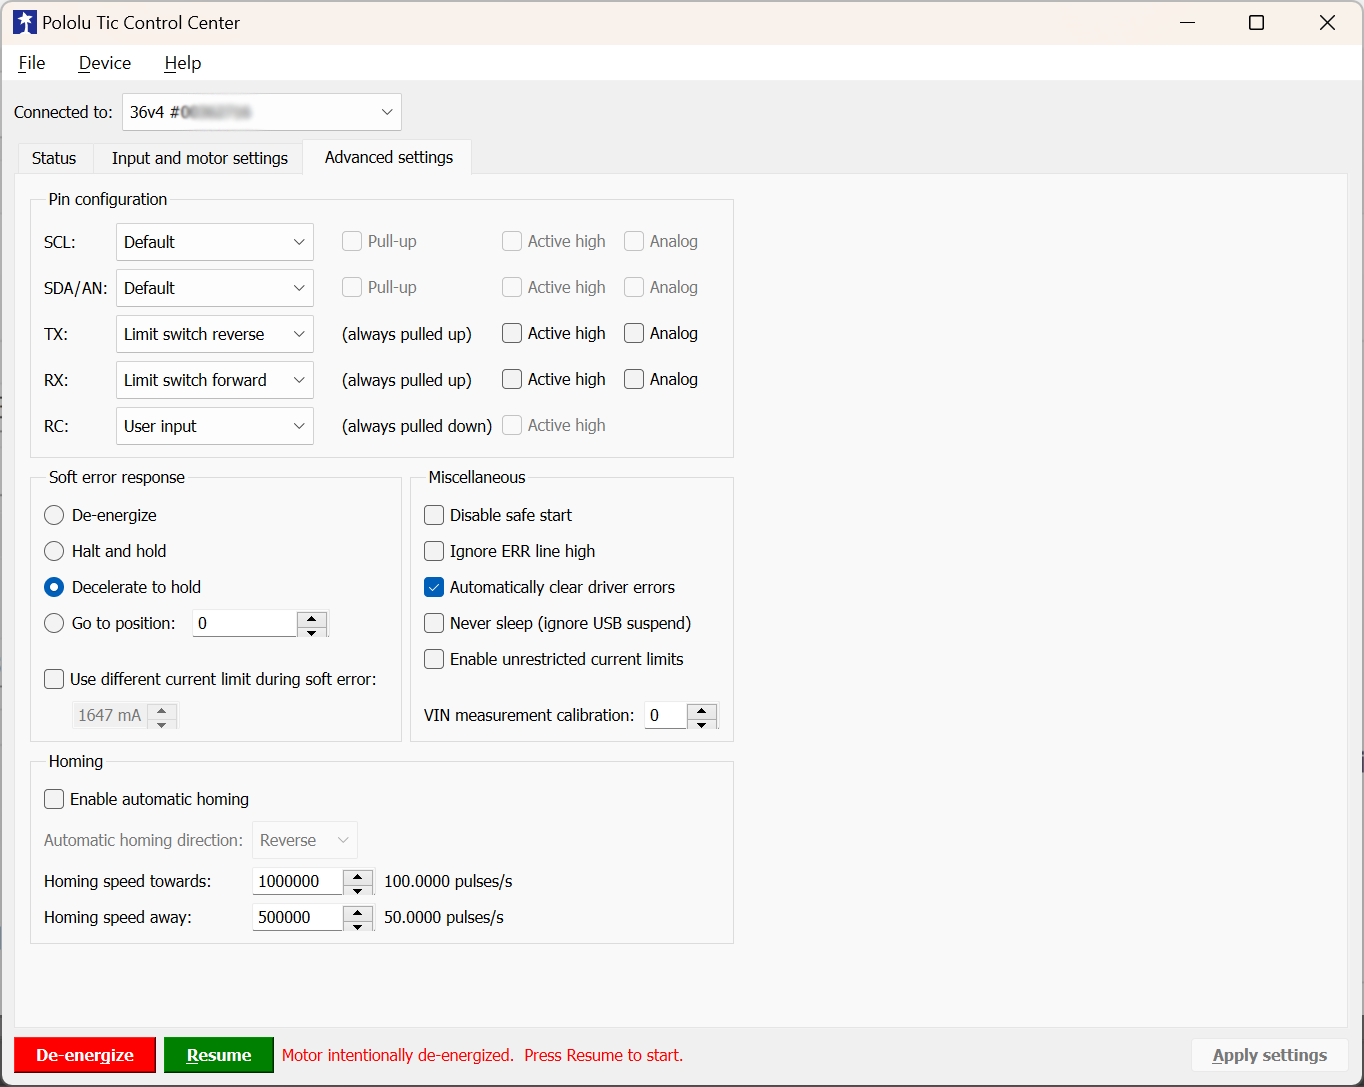 Pololu Tic Control Center
File Device Help
Connected to: 36v4
Status Input and motor settings Advanced settings
Pin configuration
SCL: Default Pull-up Active high Analog
SDA/AN: Default Pull-up Active high Analog
TX: Limit switch reverse (always pulled up) Active high Analog
RX: Limit switch forward (always pulled up) Active high Analog
RC: User input (always pulled down) Active high
Soft error response
De-energize
Halt and hold
Decelerate to hold
Go to position: 0
Use different current limit during soft error:
1647 mA
Miscellaneous
Disable safe start
Ignore ERR line high
Automatically clear driver errors
Never sleep (ignore USB suspend)
Enable unrestricted current limits
VIN measurement calibration: 0
Homing
Enable automatic homing
Automatic homing direction: Reverse
Homing speed towards: 1000000 100.0000 pulses/s
Homing speed away: 500000 50.0000 pulses/s
De-energize Resume Motor intentionally de-energized. Press Resume to start. Apply settings